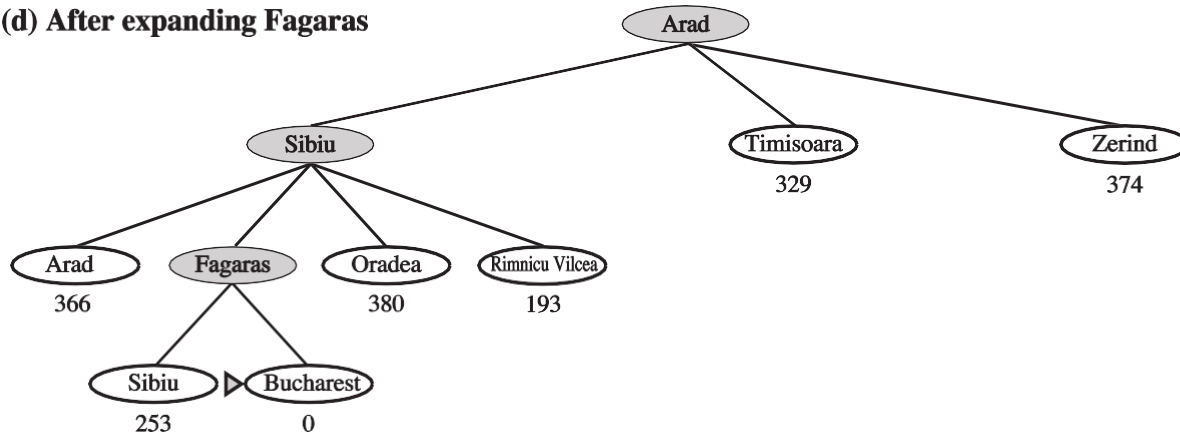 (d) After expanding Fagaras
Arad
Sibiu
Timisoara
Zerind
329
374
Arad
Fagaras
Oradea
Rimnicu Vilcea
366
380
193
Sibiu
Bucharest
253
0